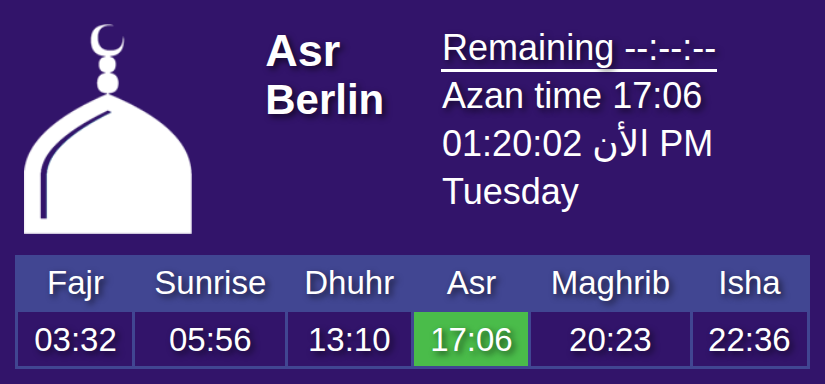 Asr
Berlin
Remaining --:--:--
Azan time 17:06
01:20:02 الأن PM
Tuesday
Fajr Sunrise Dhuhr Asr Maghrib Isha
03:32 05:56 13:10 17:06 20:23 22:36